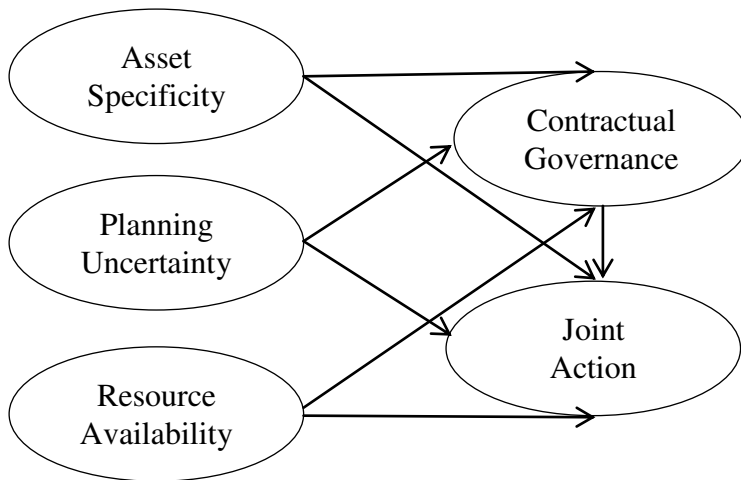 Asset
Specificity
Contractual
Governance
Planning
Uncertainty
Joint
Action
Resource
Availability